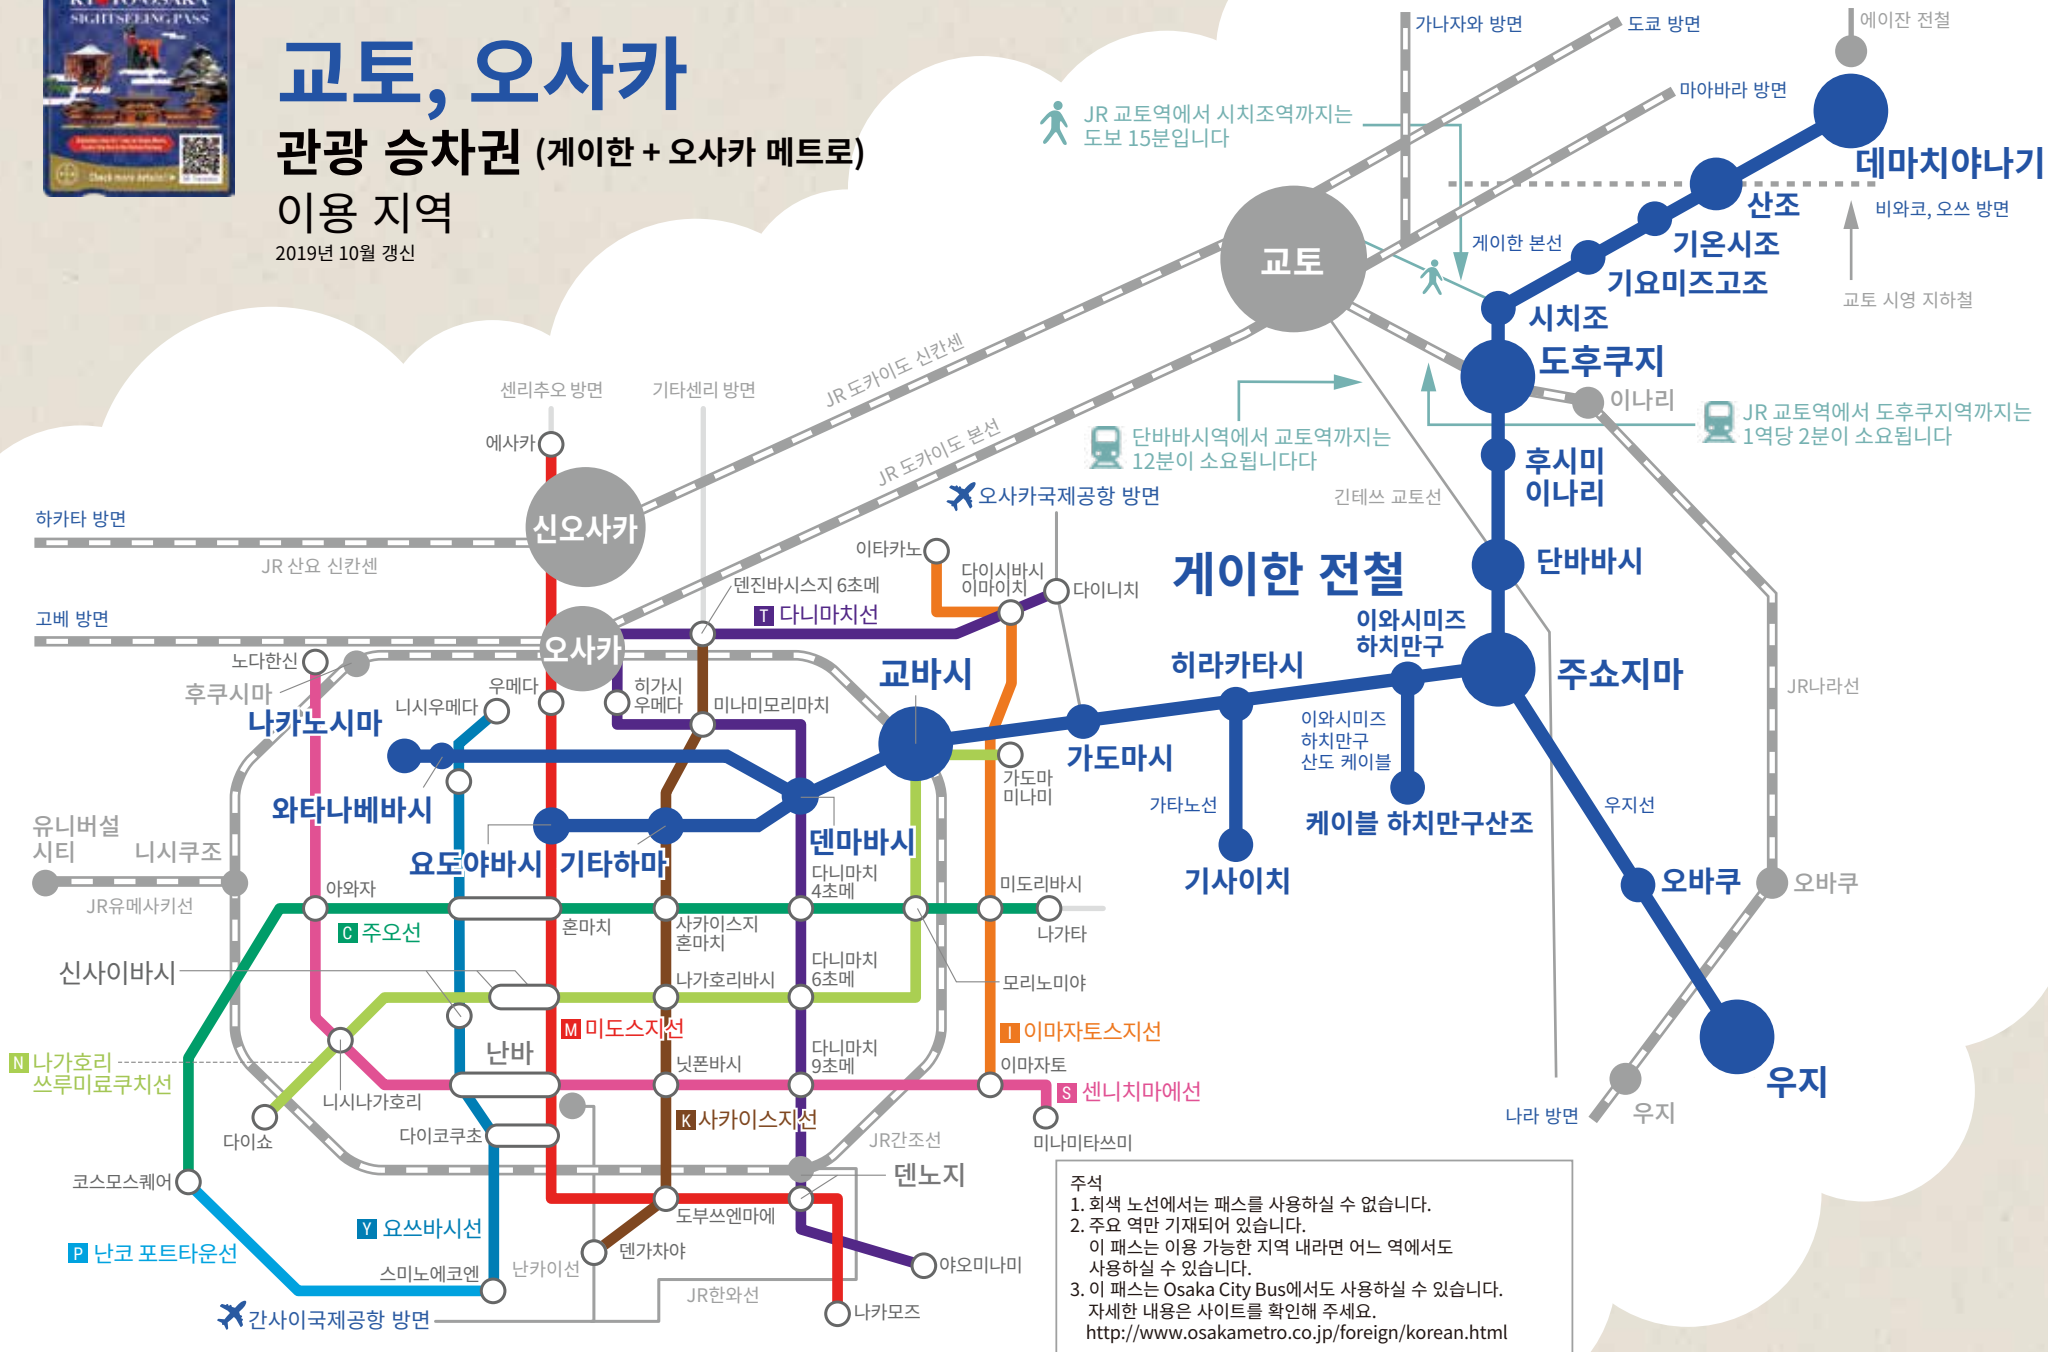 KYOTO-OSAKA
SIGHTSEEING PASS
Check more details!
교토, 오사카
관광 승차권 (게이한 + 오사카 메트로)
이용 지역
2019년 10월 갱신
가나자와 방면
도쿄 방면
에이잔 전철
마아바라 방면
JR 교토역에서 시치조역까지는
도보 15분입니다
데마치야나기
산조
비와코, 오쓰 방면
기온시조
게이한 본선
교토
기요미즈고조
교토 시영 지하철
시치조
도후쿠지
이나리
JR 도카이도 신칸센
JR 도카이도 본선
센리추오 방면
기타센리 방면
에사카
JR 교토역에서 도후쿠지역까지는
1역당 2분이 소요됩니다
단바바시역에서 교토역까지는
12분이 소요됩니다다
후시미
이나리
오사카국제공항 방면
긴테쓰 교토선
하카타 방면
신오사카
JR 산요 신칸센
이타카노
다이시바시
이마이치
다이니치
게이한 전철
단바바시
덴진바시스지 6초메
T 다니마치선
고베 방면
오사카
이와시미즈
하치만구
노다한신
후쿠시마
우메다
히가시
우메다
니시우메다
미나미모리마치
교바시
히라카타시
주쇼지마
JR나라선
나카노시마
이와시미즈
하치만구
산도 케이블
가도마시
가도마
미나미
와타나베바시
가타노선
우지선
케이블 하치만구산조
유니버설
시티
니시쿠조
요도야바시
기타하마
덴마바시
기사이치
오바쿠
오바쿠
JR유메사키선
아와자
다니마치
4초메
미도리바시
C 주오선
혼마치
사카이스지
혼마치
나가타
신사이바시
나가호리바시
다니마치
6초메
모리노미야
M 미도스지선
I 이마자토스지선
N 나가호리
쓰루미료쿠치선
난바
닛폰바시
다니마치
9초메
이마자토
S 센니치마에선
우지
니시나가호리
다이쇼
다이코쿠초
K 사카이스지선
JR간조선
미나미타쓰미
나라 방면
우지
코스모스퀘어
덴노지
도부쓰엔마에
Y 요쓰바시선
P 난코 포트타운선
스미노에코엔
난카이선
덴가차야
야오미나미
JR한와선
나카모즈
간사이국제공항 방면
주석
1. 회색 노선에서는 패스를 사용하실 수 없습니다.
2. 주요 역만 기재되어 있습니다.
이 패스는 이용 가능한 지역 내라면 어느 역에서도
사용하실 수 있습니다.
3. 이 패스는 Osaka City Bus에서도 사용하실 수 있습니다.
자세한 내용은 사이트를 확인해 주세요.
http://www.osakametro.co.jp/foreign/korean.html